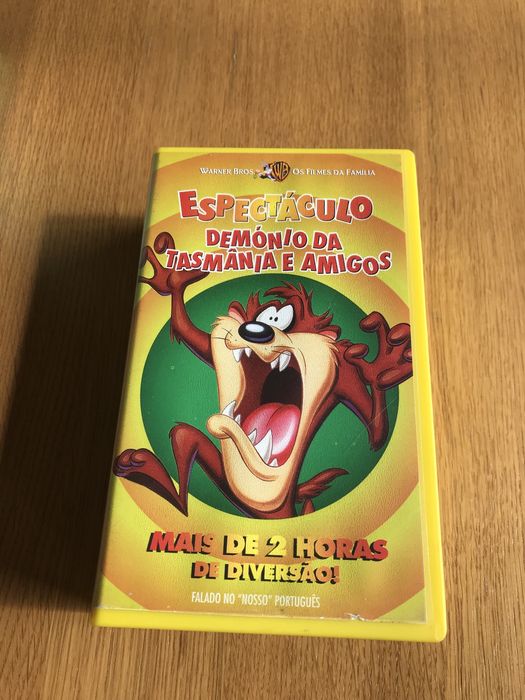 WARNER BROS. WB OS FILMES DA FAMÍLIA
ESPECTÁCULO
DEMÓNIO DA
TASMÂNIA E AMIGOS
MAIS DE 2 HORAS
DE DIVERSÃO!
FALADO NO "NOSSO" PORTUGUÊS